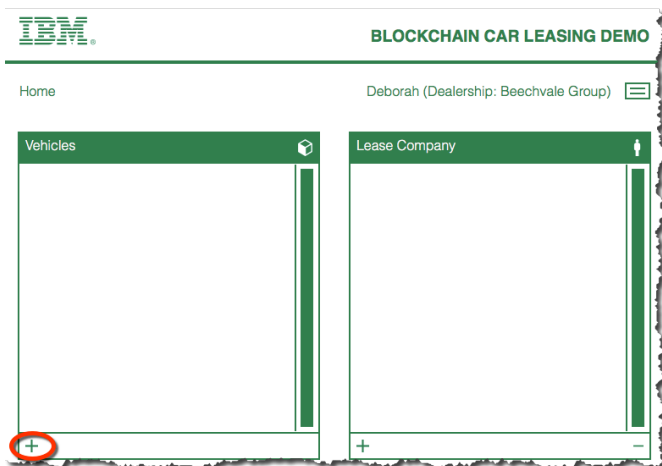 IBM®
BLOCKCHAIN CAR LEASING DEMO
Home
Deborah (Dealership: Beechvale Group)
Vehicles
Lease Company
+
+ −